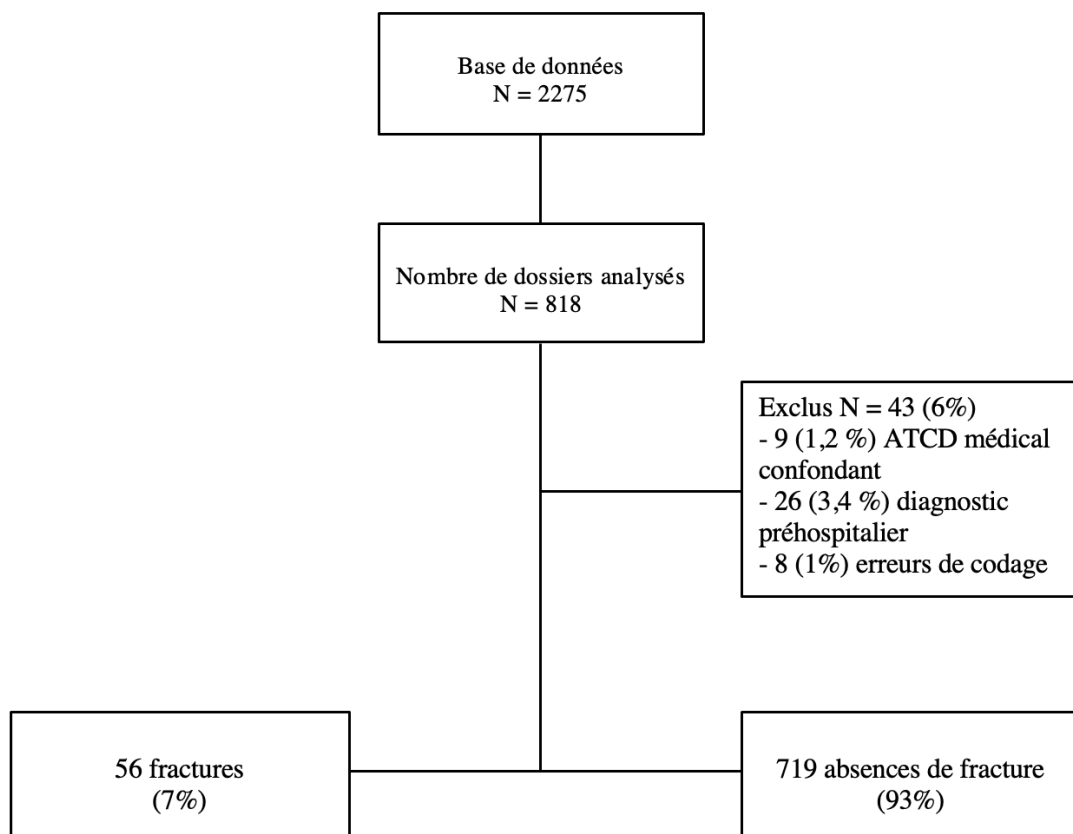 Base de données
N = 2275
Nombre de dossiers analysés
N = 818
Exclus N = 43 (6%)
- 9 (1,2 %) ATCD médical
confondant
- 26 (3,4 %) diagnostic
préhospitalier
- 8 (1%) erreurs de codage
56 fractures
(7%)
719 absences de fracture
(93%)